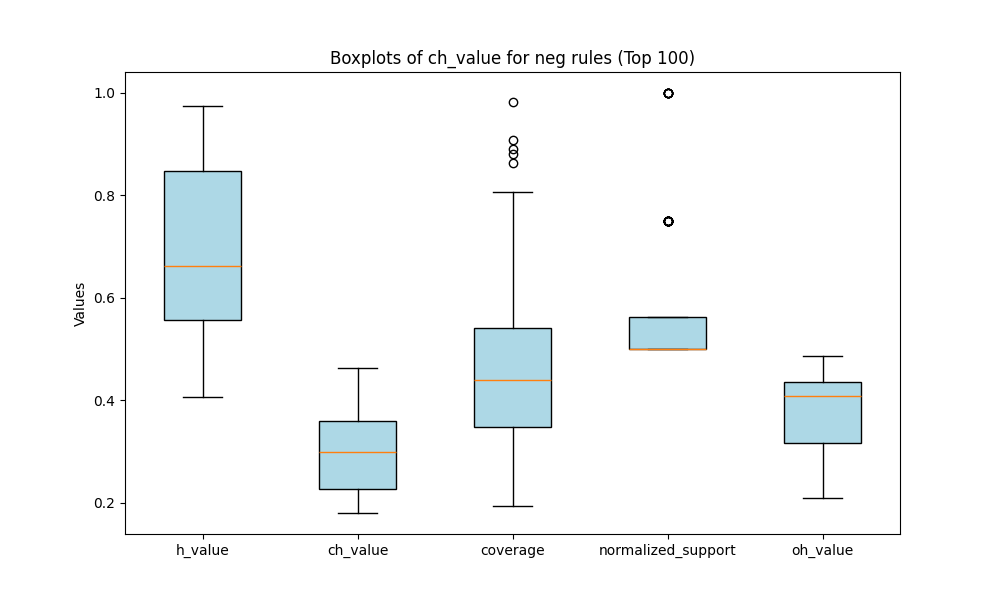 Boxplots of ch_value for neg rules (Top 100)
Values
1.0
0.8
0.6
0.4
0.2
h_value
ch_value
coverage
normalized_support
oh_value